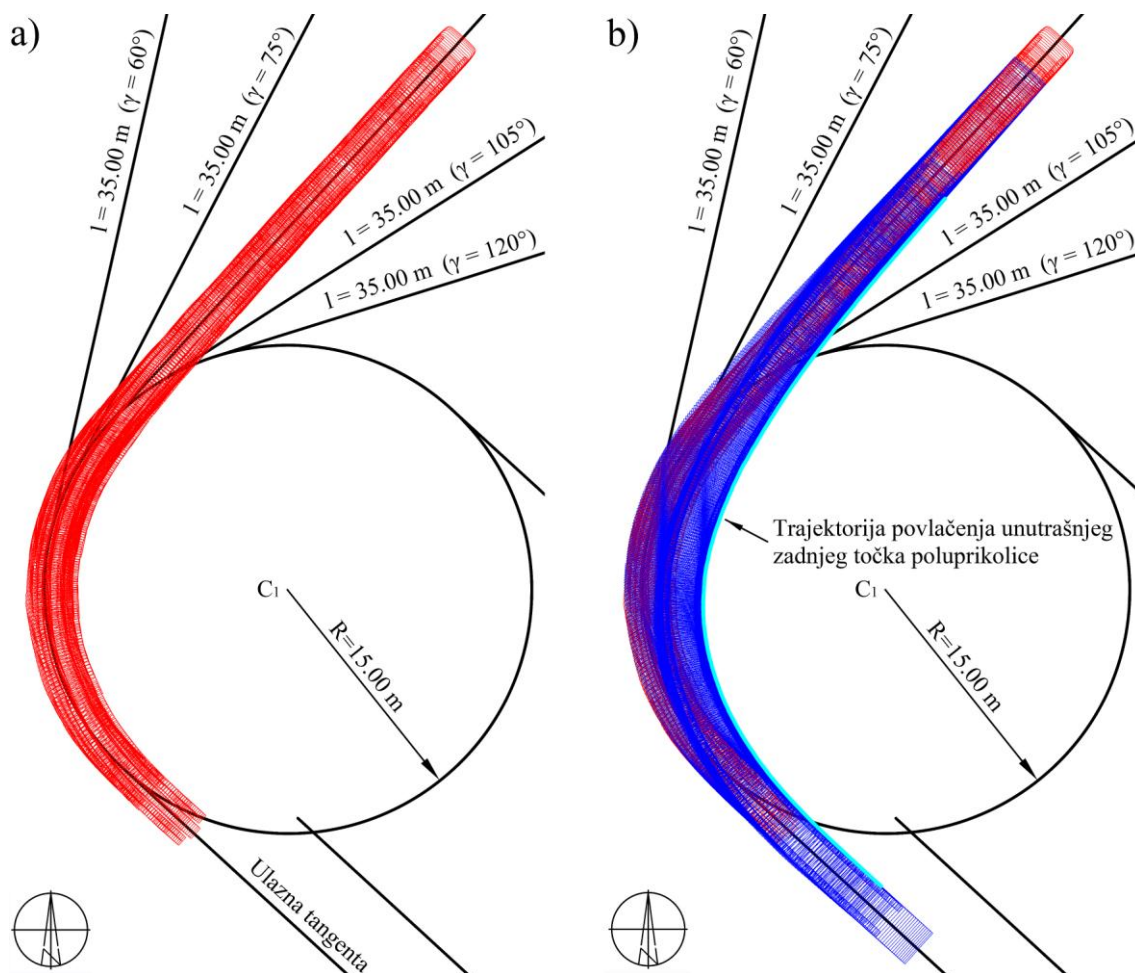 a)
l = 35.00 m (γ = 60°)
l = 35.00 m (γ = 75°)
l = 35.00 m (γ = 105°)
l = 35.00 m (γ = 120°)
C1
R=15.00 m
Ulazna tangenta
N
b)
l = 35.00 m (γ = 60°)
l = 35.00 m (γ = 75°)
l = 35.00 m (γ = 105°)
l = 35.00 m (γ = 120°)
Trajektorija povlačenja unutrašnjeg
zadnjeg točka poluprikolice
C1
R=15.00 m
N